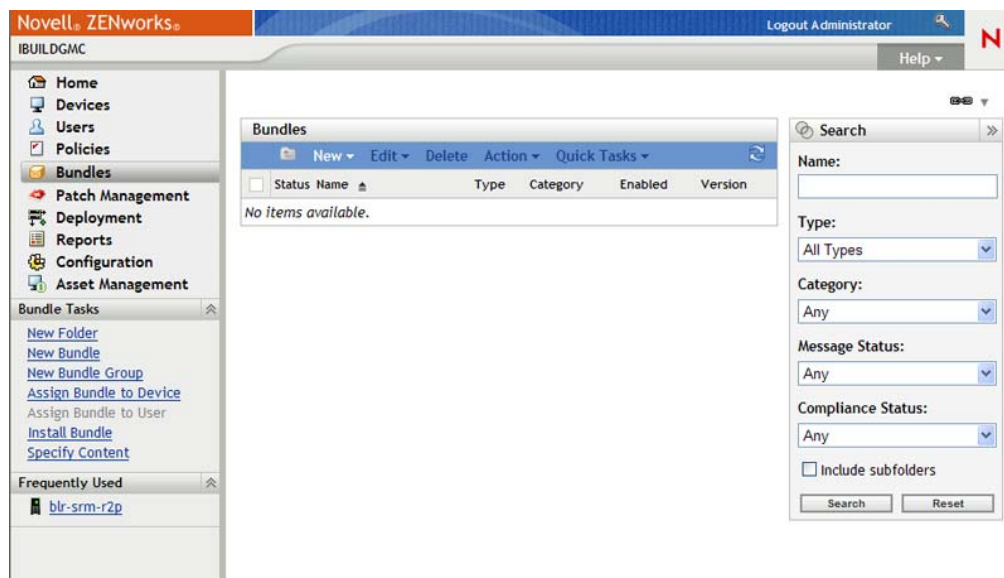 Novell® ZENworks®
Logout Administrator
N
IBUILDGMC
Help
Home
Devices
Users
Policies
Bundles
Patch Management
Deployment
Reports
Configuration
Asset Management
Bundle Tasks
New Folder
New Bundle
New Bundle Group
Assign Bundle to Device
Assign Bundle to User
Install Bundle
Specify Content
Frequently Used
blr-srm-r2p
Bundles
New Edit Delete Action Quick Tasks
Status Name Type Category Enabled Version
No items available.
Search
Name:
Type:
All Types
Category:
Any
Message Status:
Any
Compliance Status:
Any
Include subfolders
Search Reset